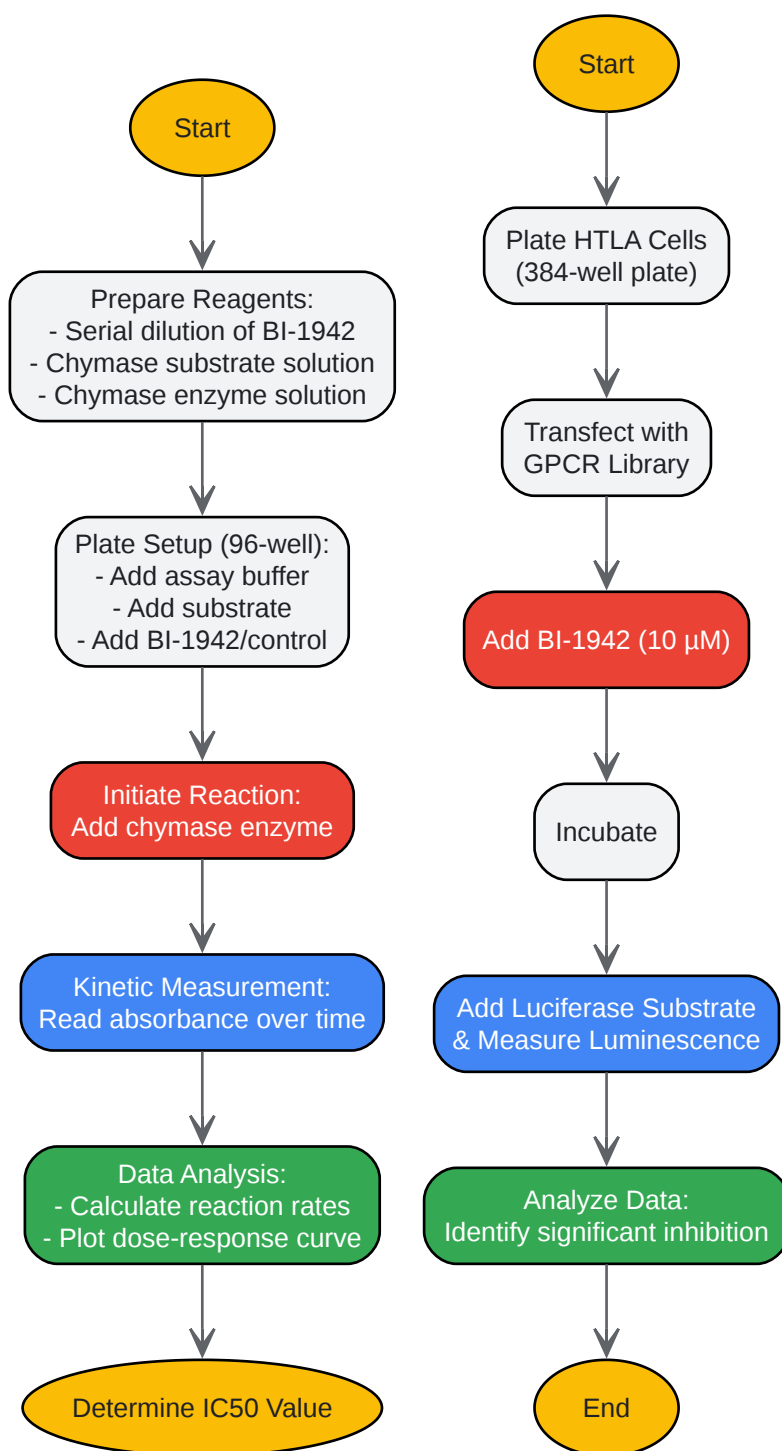 Start
Prepare Reagents:
- Serial dilution of BI-1942
- Chymase substrate solution
- Chymase enzyme solution
Plate Setup (96-well):
- Add assay buffer
- Add substrate
- Add BI-1942/control
Initiate Reaction:
Add chymase enzyme
Kinetic Measurement:
Read absorbance over time
Data Analysis:
- Calculate reaction rates
- Plot dose-response curve
Determine IC50 Value
Start
Plate HTLA Cells
(384-well plate)
Transfect with
GPCR Library
Add BI-1942 (10 µM)
Incubate
Add Luciferase Substrate
& Measure Luminescence
Analyze Data:
Identify significant inhibition
End